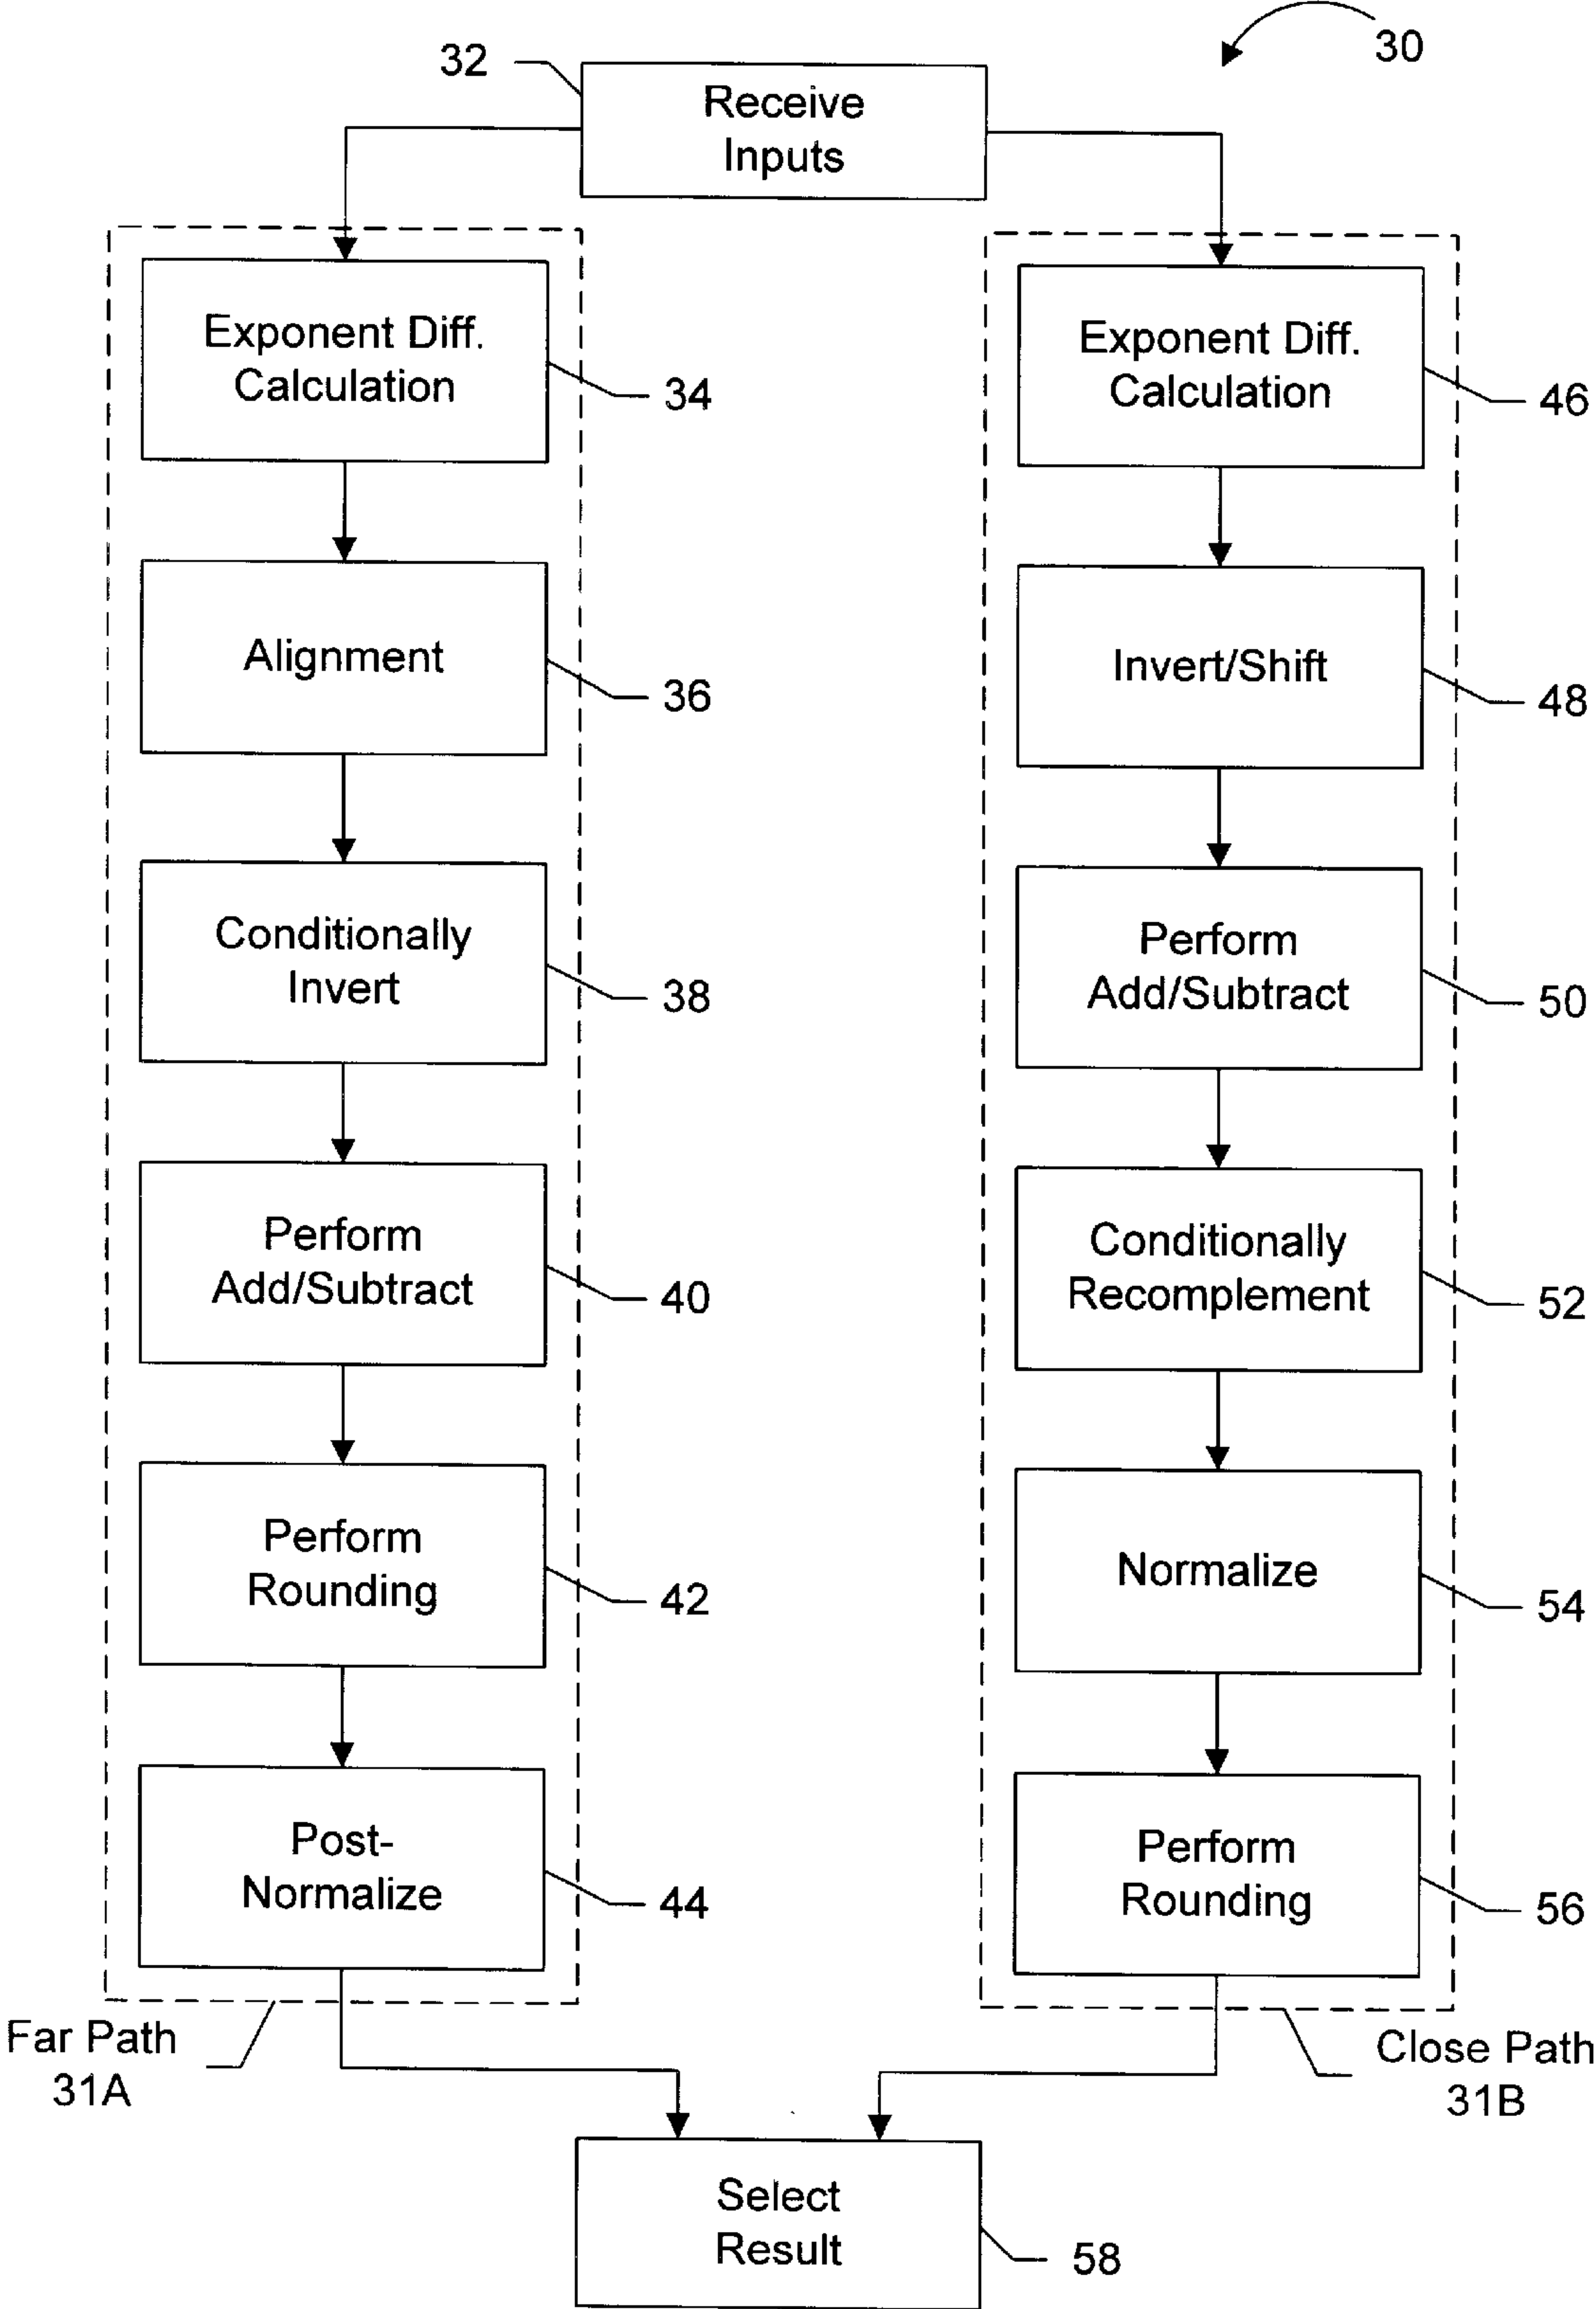 30
32
Receive
Inputs
Exponent Diff.
Calculation
34
Alignment
36
Conditionally
Invert
38
Perform
Add/Subtract
40
Perform
Rounding
42
Post-
Normalize
44
Far Path
31A
Exponent Diff.
Calculation
46
Invert/Shift
48
Perform
Add/Subtract
50
Conditionally
Recomplement
52
Normalize
54
Perform
Rounding
56
Close Path
31B
Select
Result
58